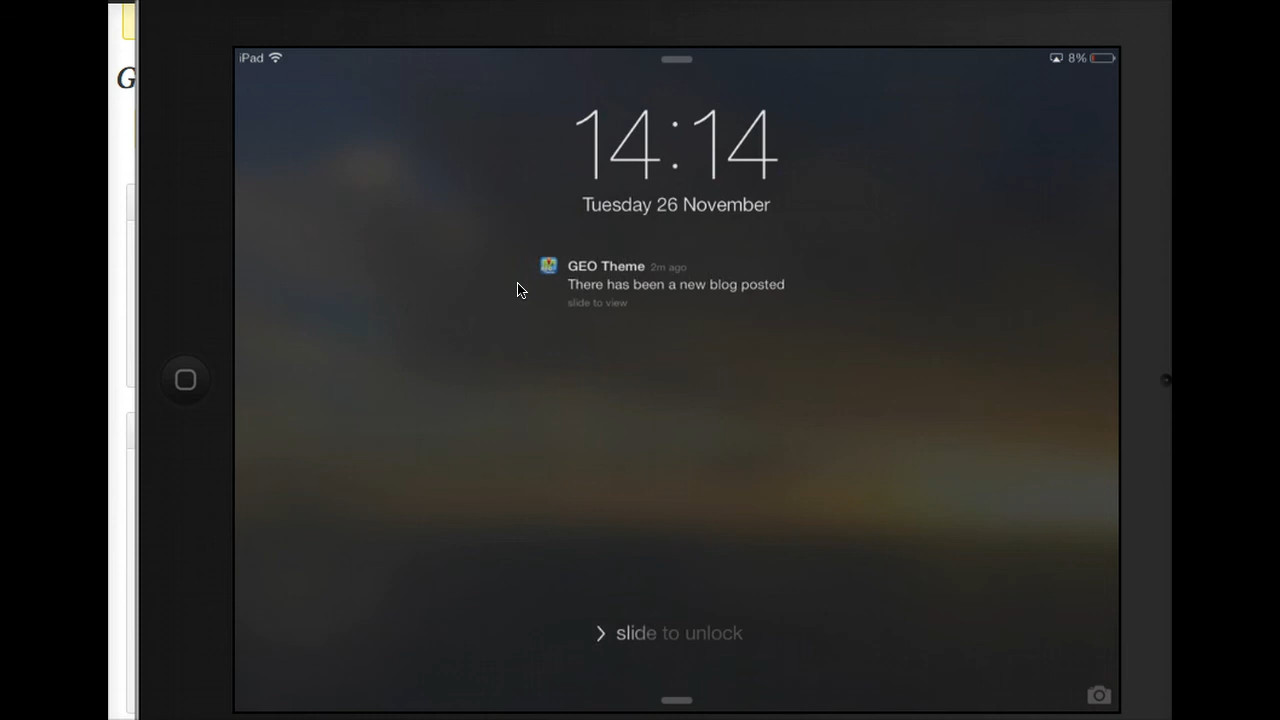 G
iPad 8%
14:14
Tuesday 26 November
GEO Theme 2m ago
There has been a new blog posted
slide to view
slide to unlock